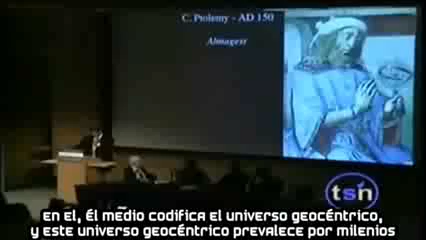 C. Ptolemy - AD 150
Almagest
tsn
en el, Él medio codifica el universo geocéntrico,
y este universo geocéntrico prevalece por milenios